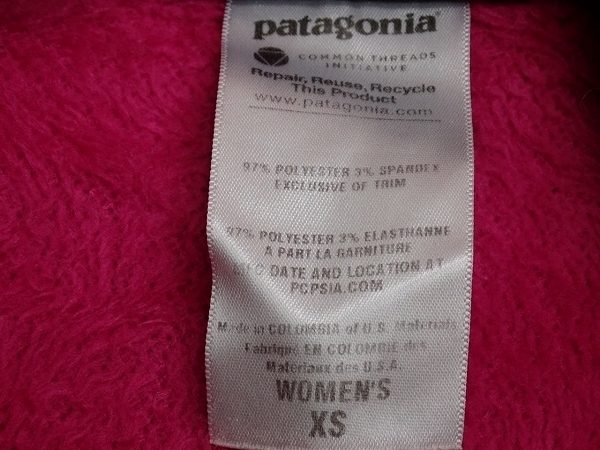 patagonia®
COMMON THREADS
INITIATIVE
Repair, Reuse, Recycle
This Product
www.patagonia.com
97% POLYESTER 3% SPANDEX
EXCLUSIVE OF TRIM
97% POLYESTER 3% ELASTHANNE
A PART LA GARNITURE
MFG DATE AND LOCATION AT
PCPSIA.COM
Made in COLOMBIA of U.S. Materials
Fabriqué EN COLOMBIE des
Materiaux des U.S.A.
WOMEN'S
XS